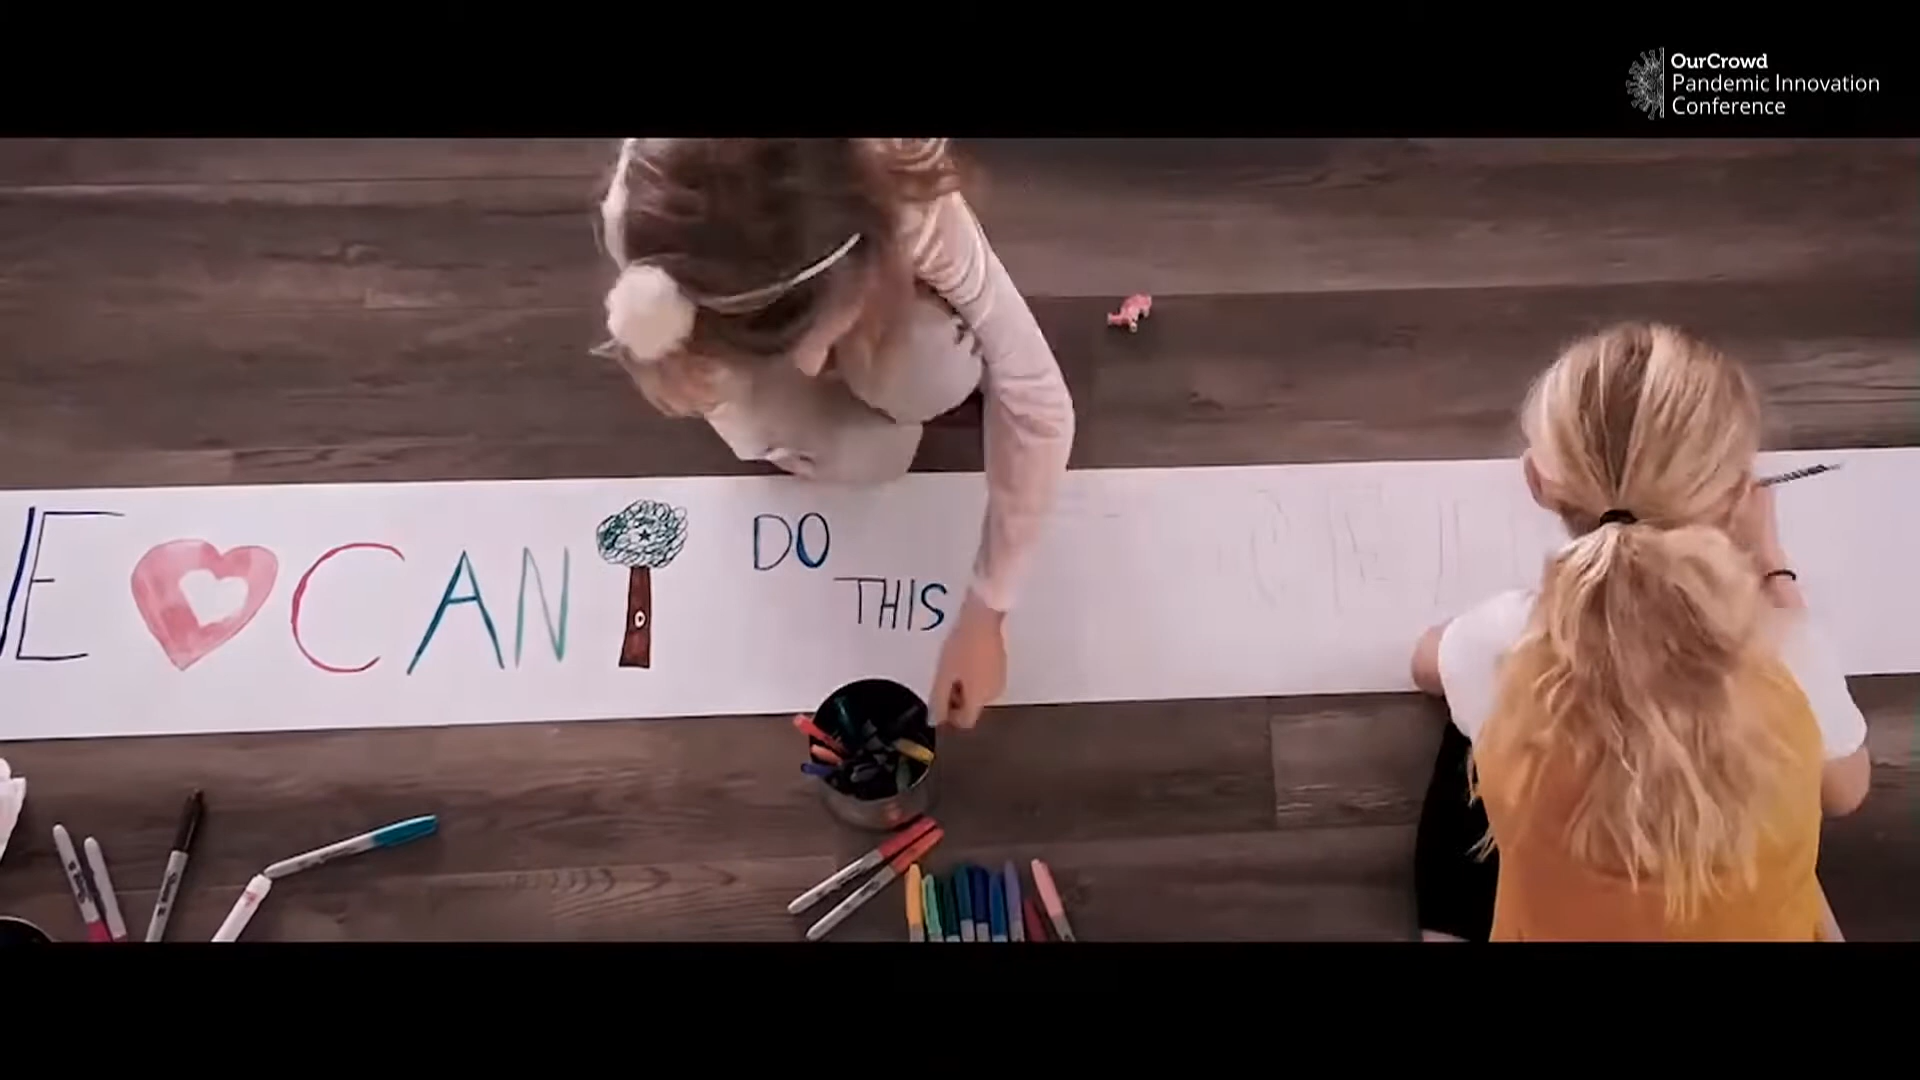 OurCrowd
Pandemic Innovation
Conference
E CAN DO
THIS